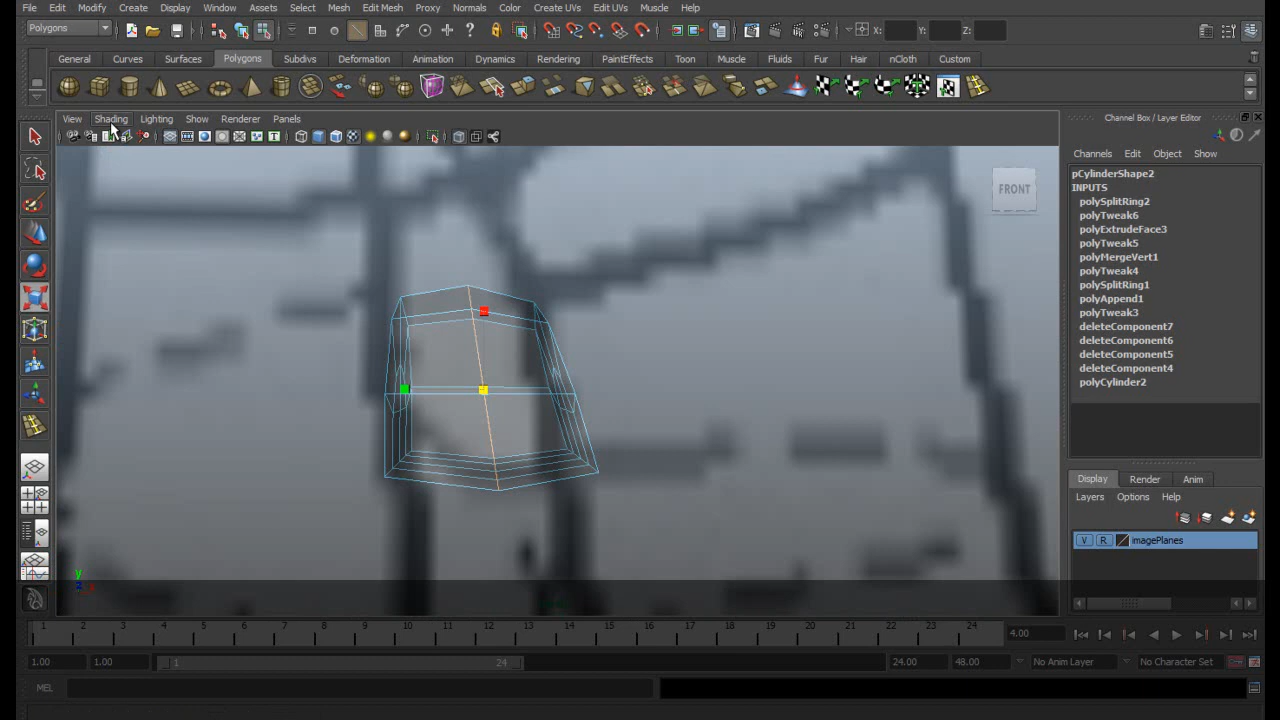 File Edit Modify Create Display Window Assets Select Mesh Edit Mesh Proxy Normals Color Create UVs Edit UVs Muscle Help
Polygons X: Y: Z:
General Curves Surfaces Polygons Subdivs Deformation Animation Dynamics Rendering PaintEffects Toon Muscle Fluids Fur Hair nCloth Custom
View Shading Lighting Show Renderer Panels
Channel Box / Layer Editor
Channels Edit Object Show
pCylinderShape2
INPUTS
polySplitRing2
polyTweak6
polyExtrudeFace3
polyTweak5
polyMergeVert1
polyTweak4
polySplitRing1
polyAppend1
polyTweak3
deleteComponent7
deleteComponent6
deleteComponent5
deleteComponent4
polyCylinder2
FRONT
Display Render Anim
Layers Options Help
V R imagePlanes
y
1 2 3 4 5 6 7 8 9 10 11 12 13 14 15 16 17 18 19 20 21 22 23 24 4.00
1.00 1.00 1 24 24.00 48.00 No Anim Layer No Character Set
MEL